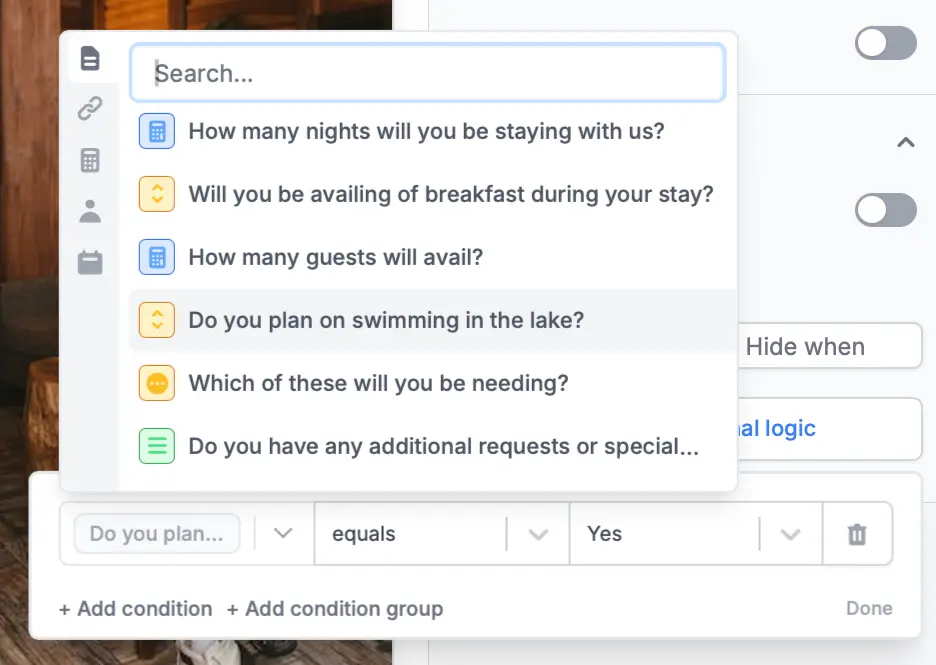 Search...
How many nights will you be staying with us?
Will you be availing of breakfast during your stay?
How many guests will avail?
Do you plan on swimming in the lake?
Hide when
Which of these will you be needing?
nal logic
Do you have any additional requests or special...
Do you plan... equals Yes
+ Add condition + Add condition group Done